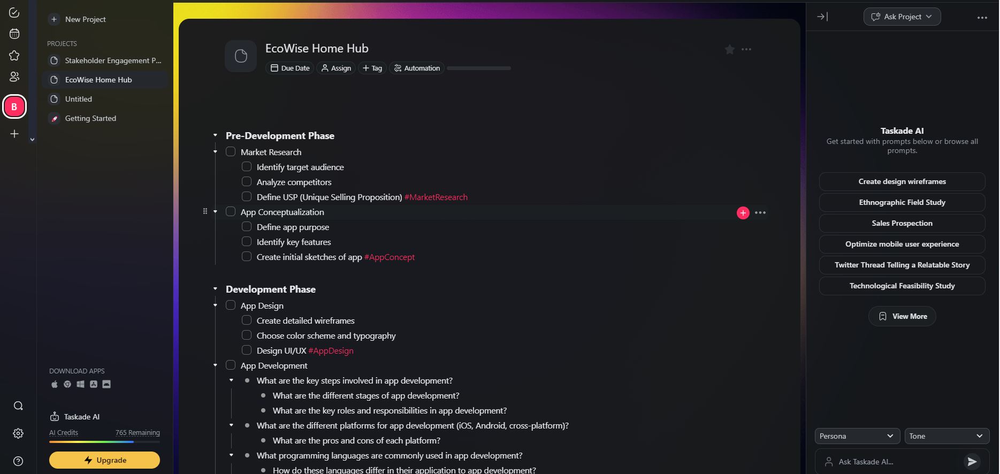 New Project
PROJECTS
Stakeholder Engagement P...
EcoWise Home Hub
Untitled
Getting Started
B
DOWNLOAD APPS
Taskade AI
AI Credits 765 Remaining
Upgrade
EcoWise Home Hub
Due Date Assign + Tag Automation
Pre-Development Phase
Market Research
Identify target audience
Analyze competitors
Define USP (Unique Selling Proposition) #MarketResearch
App Conceptualization
Define app purpose
Identify key features
Create initial sketches of app #AppConcept
Development Phase
App Design
Create detailed wireframes
Choose color scheme and typography
Design UI/UX #AppDesign
App Development
What are the key steps involved in app development?
What are the different stages of app development?
What are the key roles and responsibilities in app development?
What are the different platforms for app development (iOS, Android, cross-platform)?
What are the pros and cons of each platform?
What programming languages are commonly used in app development?
How do these languages differ in their application to app development?
Ask Project
Taskade AI
Get started with prompts below or browse all
prompts.
Create design wireframes
Ethnographic Field Study
Sales Prospection
Optimize mobile user experience
Twitter Thread Telling a Relatable Story
Technological Feasibility Study
View More
Persona Tone
Ask Taskade AI...